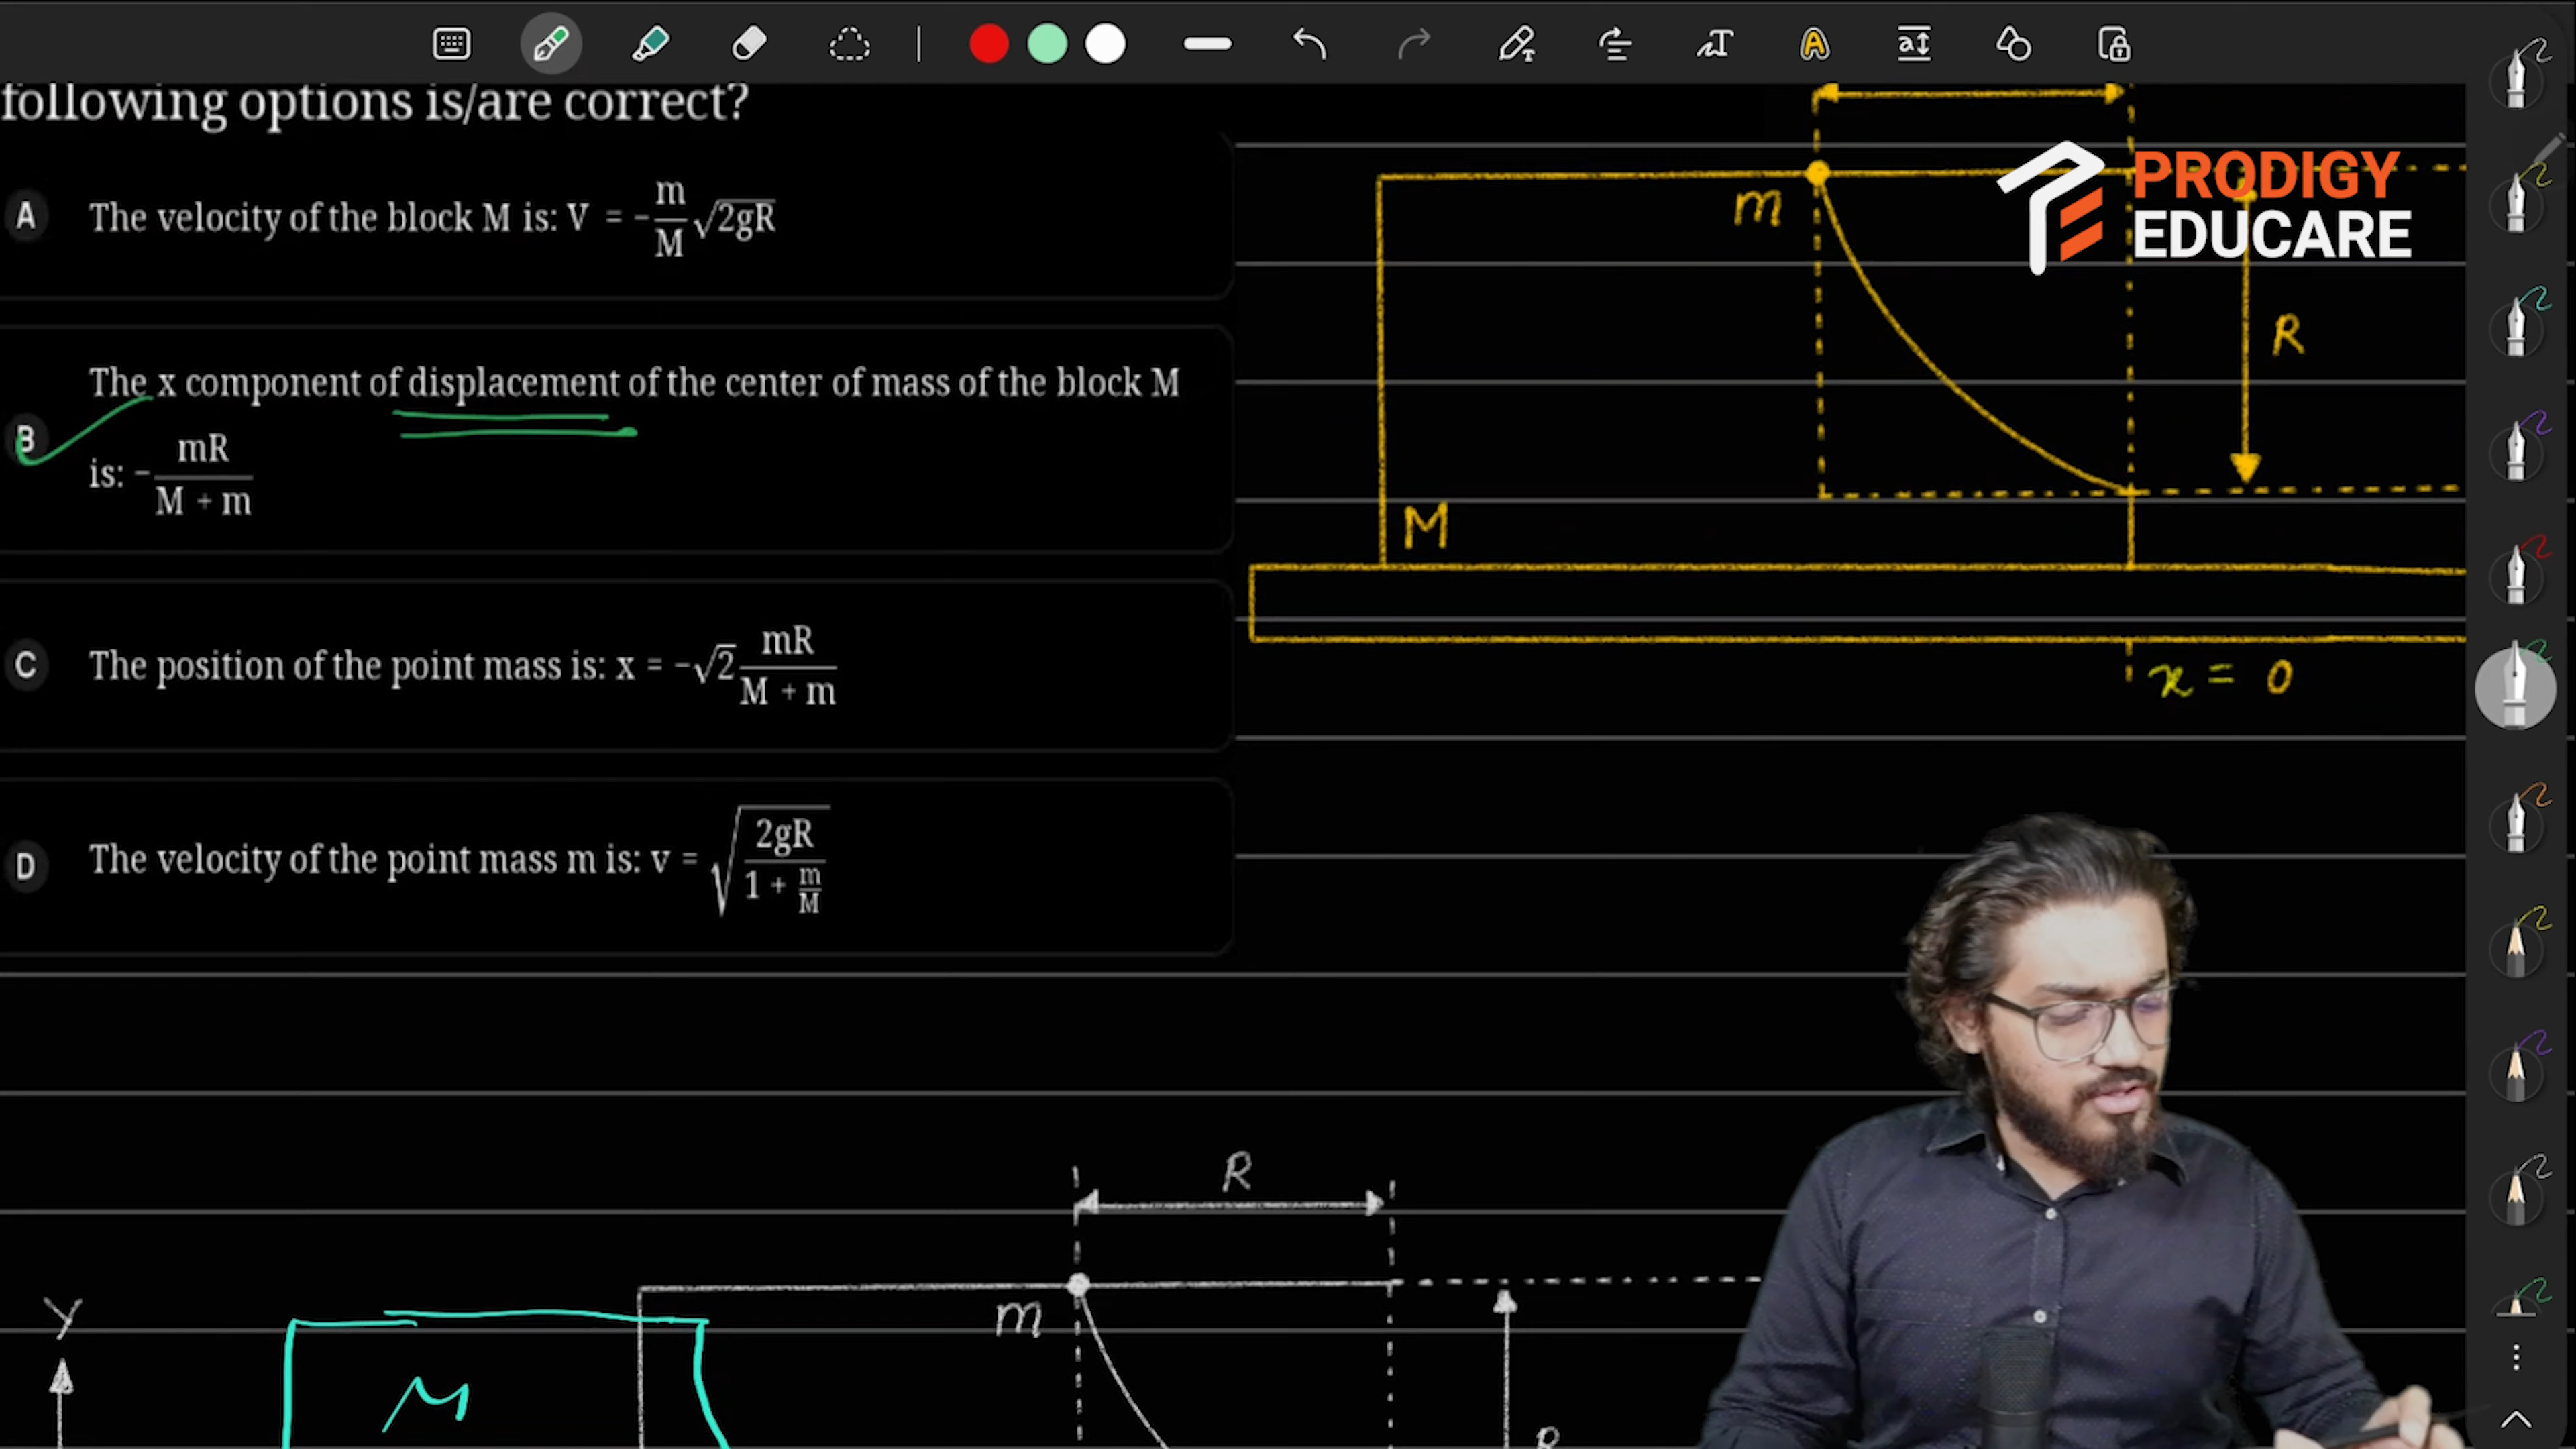 following options is/are correct?
A The velocity of the block M is: V = -m/M √2gR
PRODIGY
EDUCARE
m
R
B The x component of displacement of the center of mass of the block M
is: - mR/(M + m)
M
C The position of the point mass is: x = -√2 mR/(M + m)
x = 0
D The velocity of the point mass m is: v = √(2gR/(1 + m/M))
R
m
Y
M
R